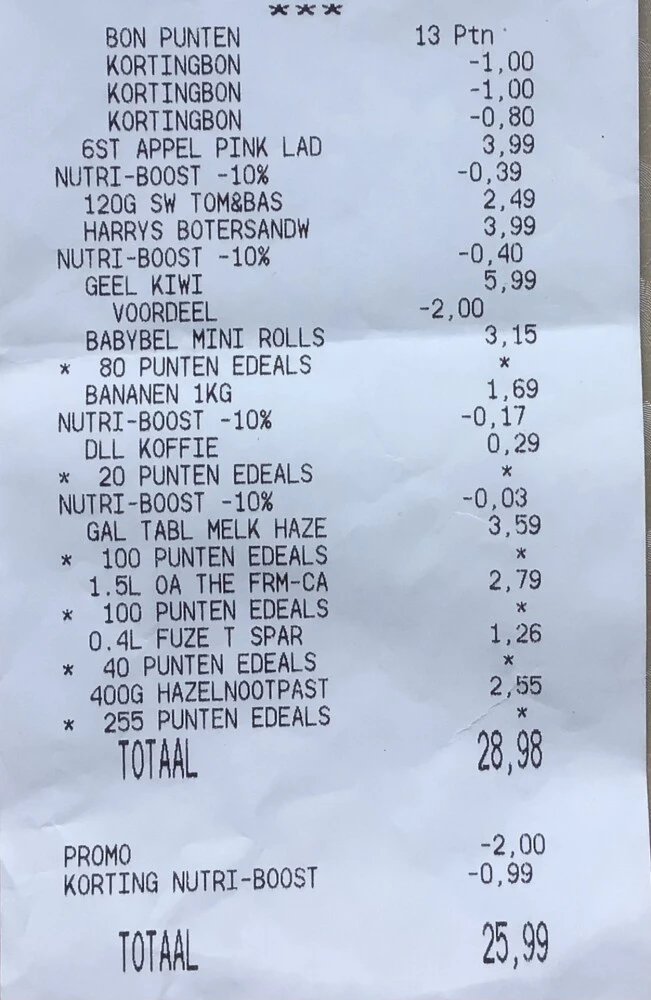 ***
BON PUNTEN 13 Ptn
KORTINGBON -1,00
KORTINGBON -1,00
KORTINGBON -0,80
6ST APPEL PINK LAD 3,99
NUTRI-BOOST -10% -0,39
120G SW TOM&BAS 2,49
HARRYS BOTERSANDW 3,99
NUTRI-BOOST -10% -0,40
GEEL KIWI 5,99
VOORDEEL -2,00
BABYBEL MINI ROLLS 3,15
* 80 PUNTEN EDEALS *
BANANEN 1KG 1,69
NUTRI-BOOST -10% -0,17
DLL KOFFIE 0,29
* 20 PUNTEN EDEALS *
NUTRI-BOOST -10% -0,03
GAL TABL MELK HAZE 3,59
* 100 PUNTEN EDEALS *
1.5L OA THE FRM-CA 2,79
* 100 PUNTEN EDEALS *
0.4L FUZE T SPAR 1,26
* 40 PUNTEN EDEALS *
400G HAZELNOOTPAST 2,55
* 255 PUNTEN EDEALS *
TOTAAL 28,98
PROMO -2,00
KORTING NUTRI-BOOST -0,99
TOTAAL 25,99